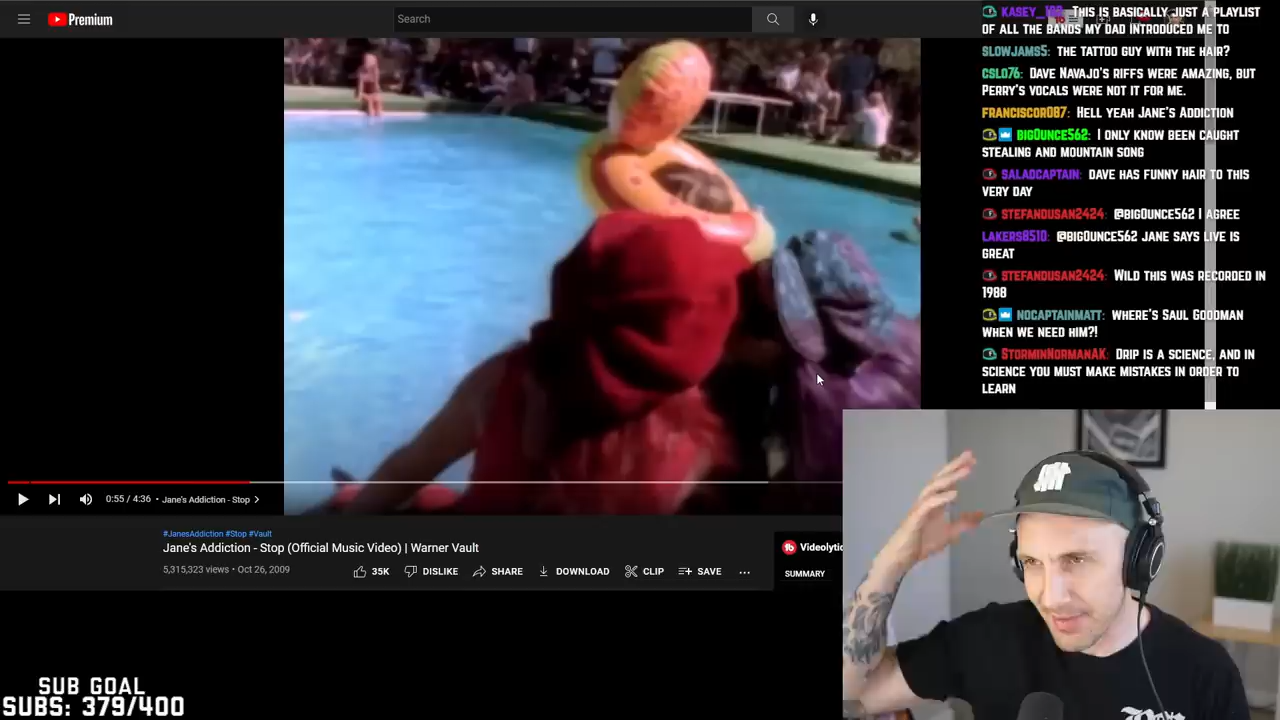 Premium
Search
KASEY_
THIS IS BASICALLY JUST A PLAYLIST
OF ALL THE BANDS MY DAD INTRODUCED ME TO
SLOWJAMS5: THE TATTOO GUY WITH THE HAIR?
CSLO76: DAVE NAVAJO'S RIFFS WERE AMAZING, BUT
PERRY'S VOCALS WERE NOT IT FOR ME.
FRANCISCOR087: HELL YEAH JANE'S ADDICTION
BIGOUNCE562: I ONLY KNOW BEEN CAUGHT
STEALING AND MOUNTAIN SONG
SALADCAPTAIN: DAVE HAS FUNNY HAIR TO THIS
VERY DAY
STEFANDUSAN2424: @BIGOUNCE562 I AGREE
LAKERS8510: @BIGOUNCE562 JANE SAYS LIVE IS
GREAT
STEFANDUSAN2424: WILD THIS WAS RECORDED IN
1988
NOCAPTAINMATT: WHERE'S SAUL GOODMAN
WHEN WE NEED HIM?!
STORMINNORMANAK: DRIP IS A SCIENCE, AND IN
SCIENCE YOU MUST MAKE MISTAKES IN ORDER TO
LEARN
0:55 / 4:36 • Jane's Addiction - Stop >
#JanesAddiction #Stop #Vault
Jane's Addiction - Stop (Official Music Video) | Warner Vault
5,315,323 views • Oct 26, 2009
35K DISLIKE SHARE DOWNLOAD CLIP SAVE ...
Videolytic
SUMMARY
SUB GOAL
SUBS: 379/400